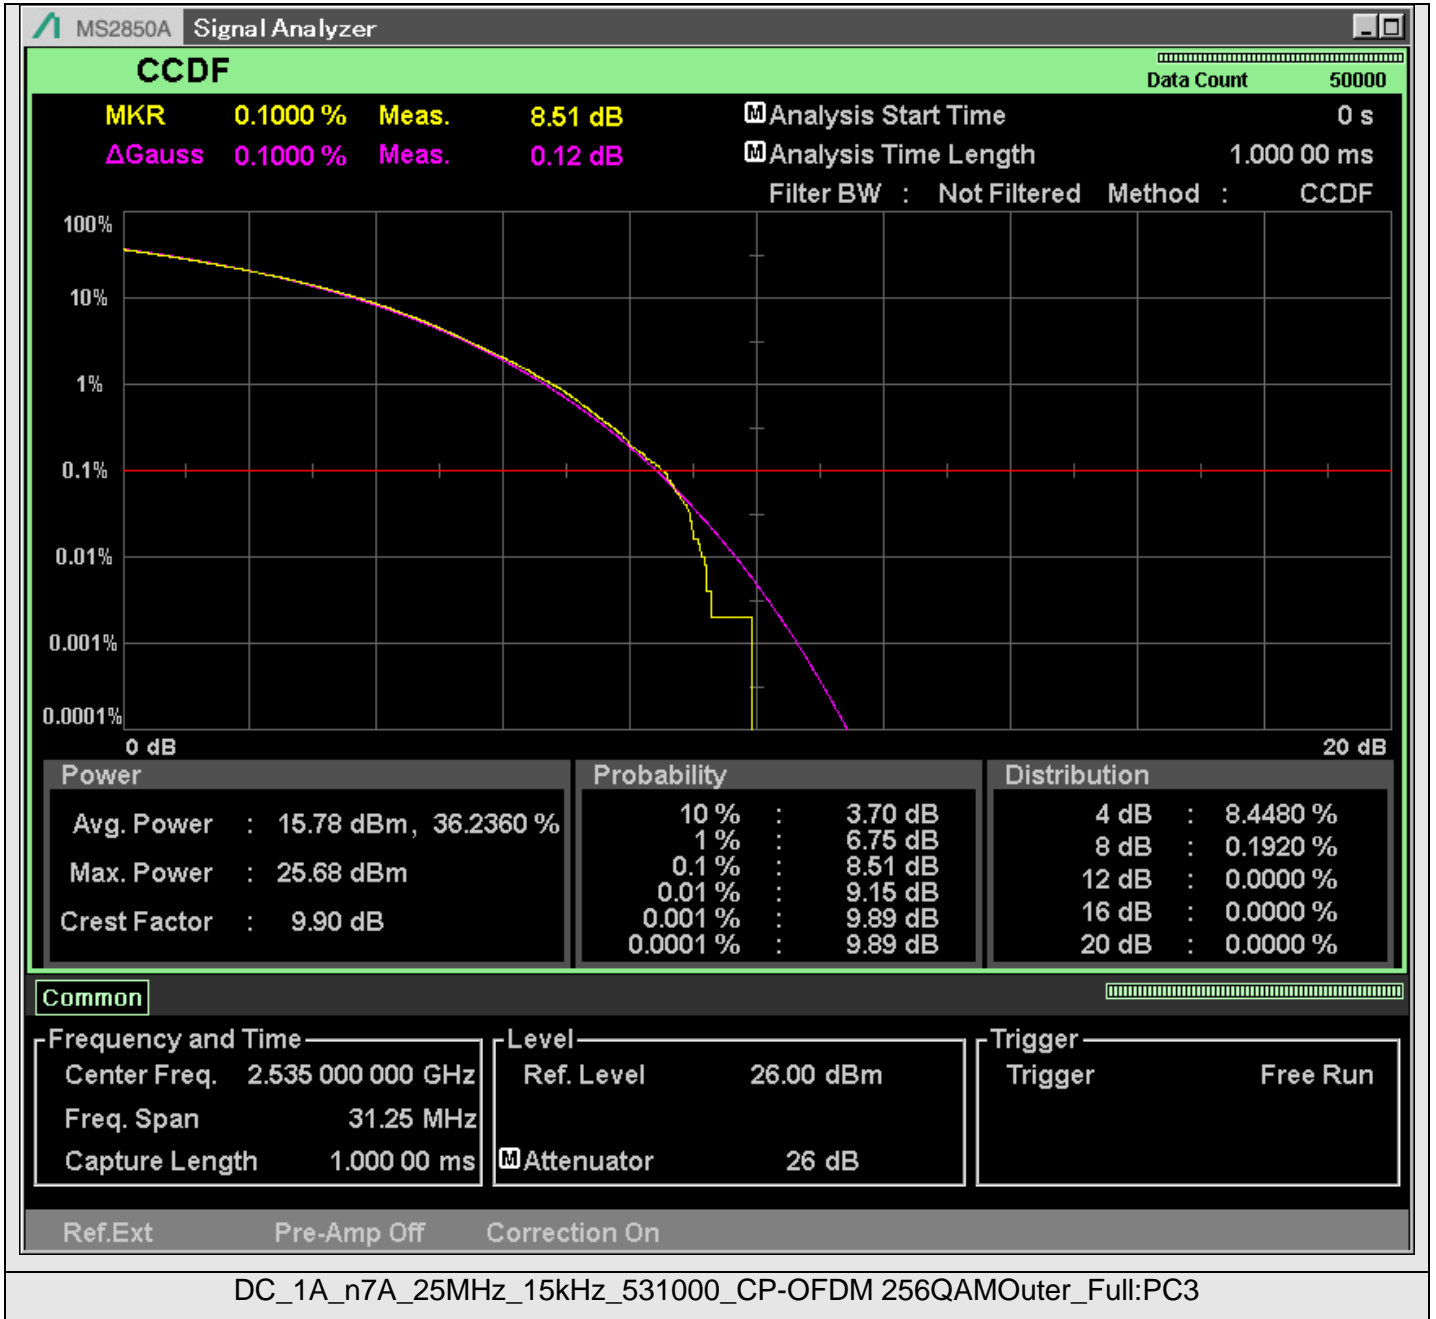 MS2850A Signal Analyzer
CCDF
Data Count 50000
MKR 0.1000 % Meas. 8.51 dB
M Analysis Start Time 0 s
ΔGauss 0.1000 % Meas. 0.12 dB
M Analysis Time Length 1.000 00 ms
Filter BW : Not Filtered Method : CCDF
100%
10%
1%
0.1%
0.01%
0.001%
0.0001%
0 dB 20 dB
Power
Avg. Power : 15.78 dBm, 36.2360 %
Max. Power : 25.68 dBm
Crest Factor : 9.90 dB
Probability
10 % : 3.70 dB
1 % : 6.75 dB
0.1 % : 8.51 dB
0.01 % : 9.15 dB
0.001 % : 9.89 dB
0.0001 % : 9.89 dB
Distribution
4 dB : 8.4480 %
8 dB : 0.1920 %
12 dB : 0.0000 %
16 dB : 0.0000 %
20 dB : 0.0000 %
Common
Frequency and Time
Center Freq. 2.535 000 000 GHz
Freq. Span 31.25 MHz
Capture Length 1.000 00 ms
Level
Ref. Level 26.00 dBm
M Attenuator 26 dB
Trigger
Trigger Free Run
Ref.Ext Pre-Amp Off Correction On
DC_1A_n7A_25MHz_15kHz_531000_CP-OFDM 256QAMOuter_Full:PC3